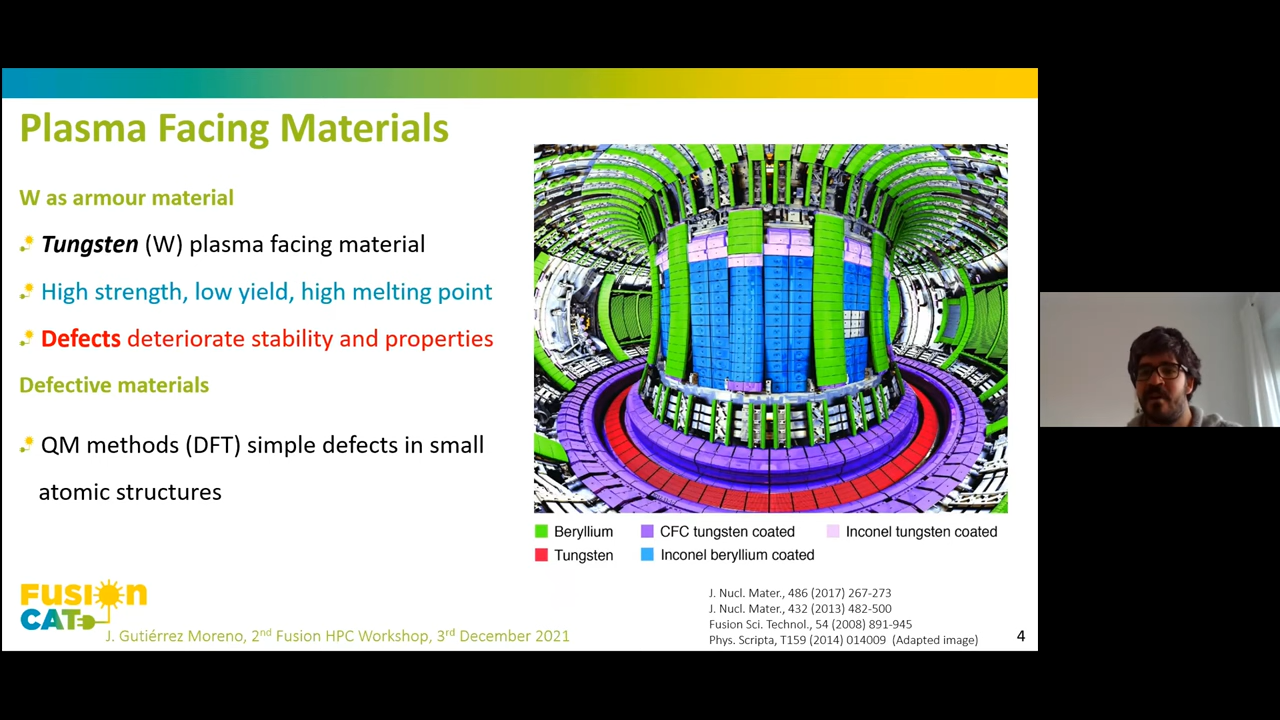 Plasma Facing Materials
W as armour material
Tungsten (W) plasma facing material
High strength, low yield, high melting point
Defects deteriorate stability and properties
Defective materials
QM methods (DFT) simple defects in small
atomic structures
Beryllium
CFC tungsten coated
Inconel tungsten coated
Tungsten
Inconel beryllium coated
J. Nucl. Mater., 486 (2017) 267-273
J. Nucl. Mater., 432 (2013) 482-500
Fusion Sci. Technol., 54 (2008) 891-945
Phys. Scripta, T159 (2014) 014009 (Adapted image)
FUSION
CAT
J. Gutiérrez Moreno, 2nd Fusion HPC Workshop, 3rd December 2021
4